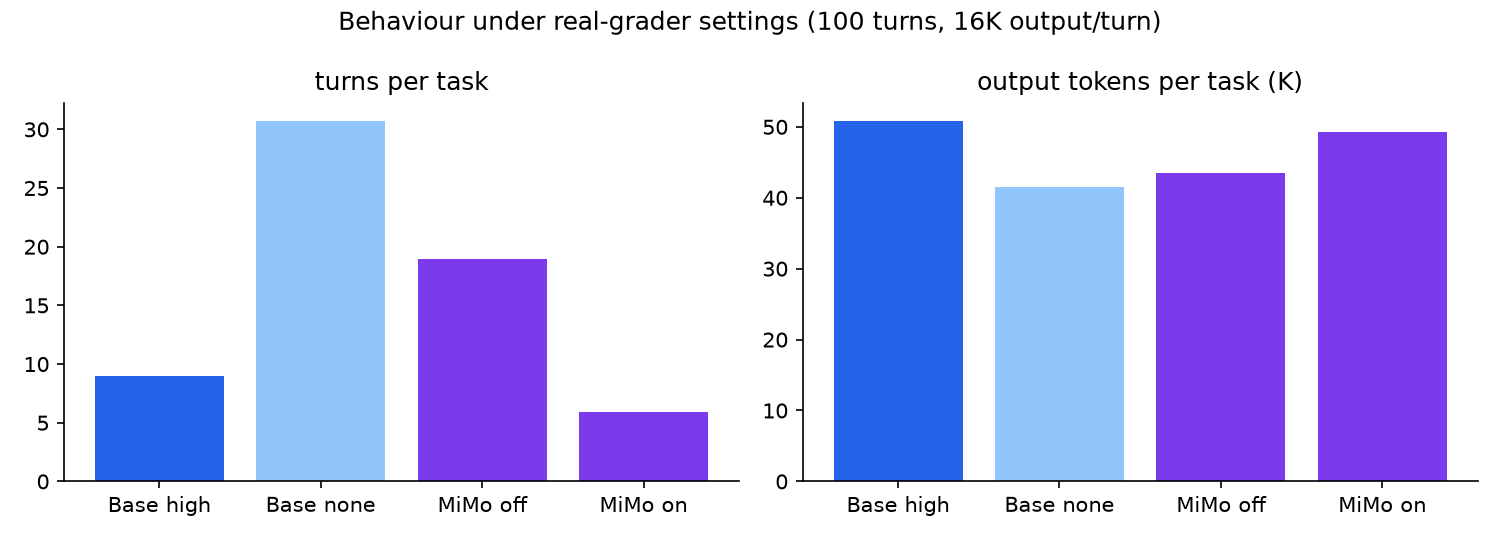 Behaviour under real-grader settings (100 turns, 16K output/turn)
turns per task
30
25
20
15
10
5
0
Base high
Base none
MiMo off
MiMo on
output tokens per task (K)
50
40
30
20
10
0
Base high
Base none
MiMo off
MiMo on